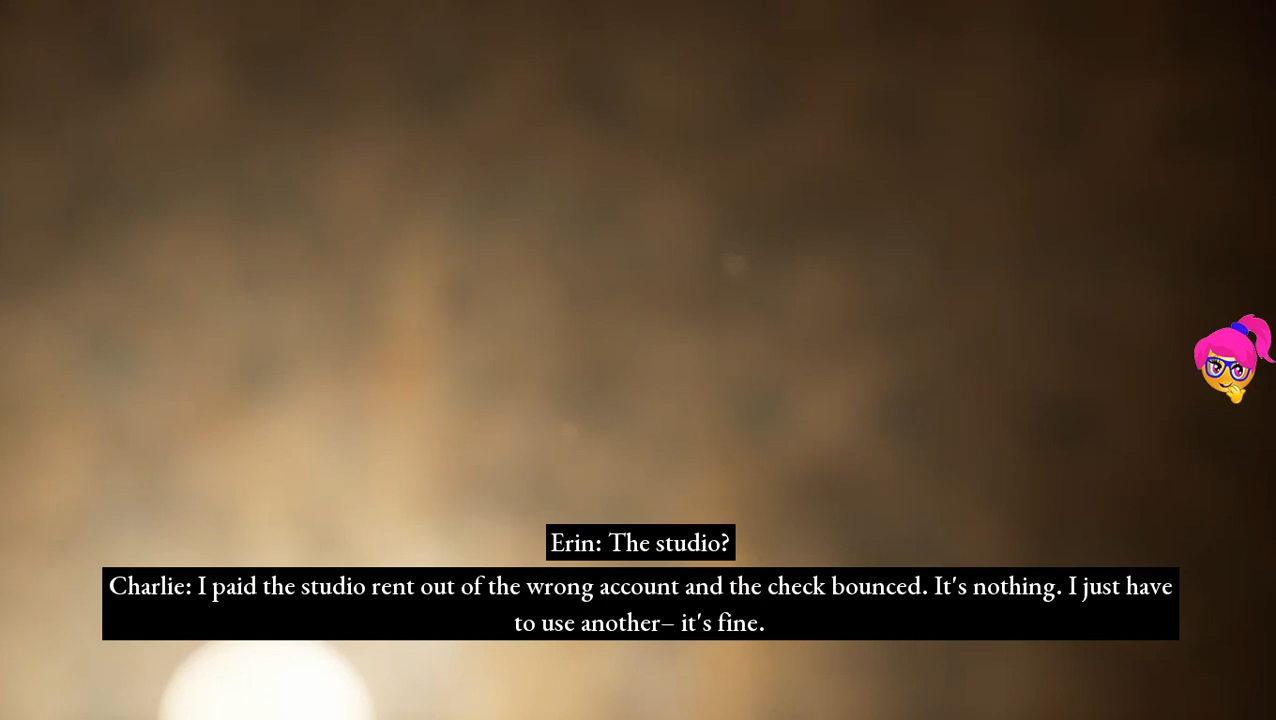 Erin: The studio?
Charlie: I paid the studio rent out of the wrong account and the check bounced. It's nothing. I just have
to use another– it's fine.